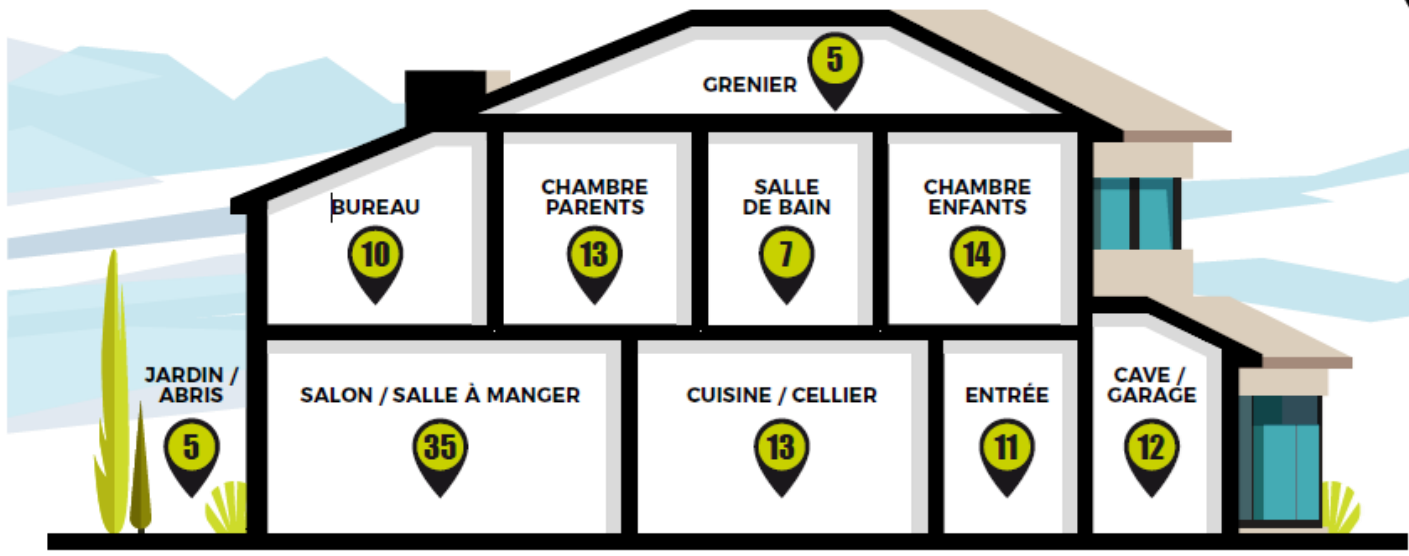 GRENIER
5
BUREAU
10
CHAMBRE
PARENTS
13
SALLE
DE BAIN
7
CHAMBRE
ENFANTS
14
JARDIN /
ABRIS
5
SALON / SALLE À MANGER
35
CUISINE / CELLIER
13
ENTRÉE
11
CAVE /
GARAGE
12